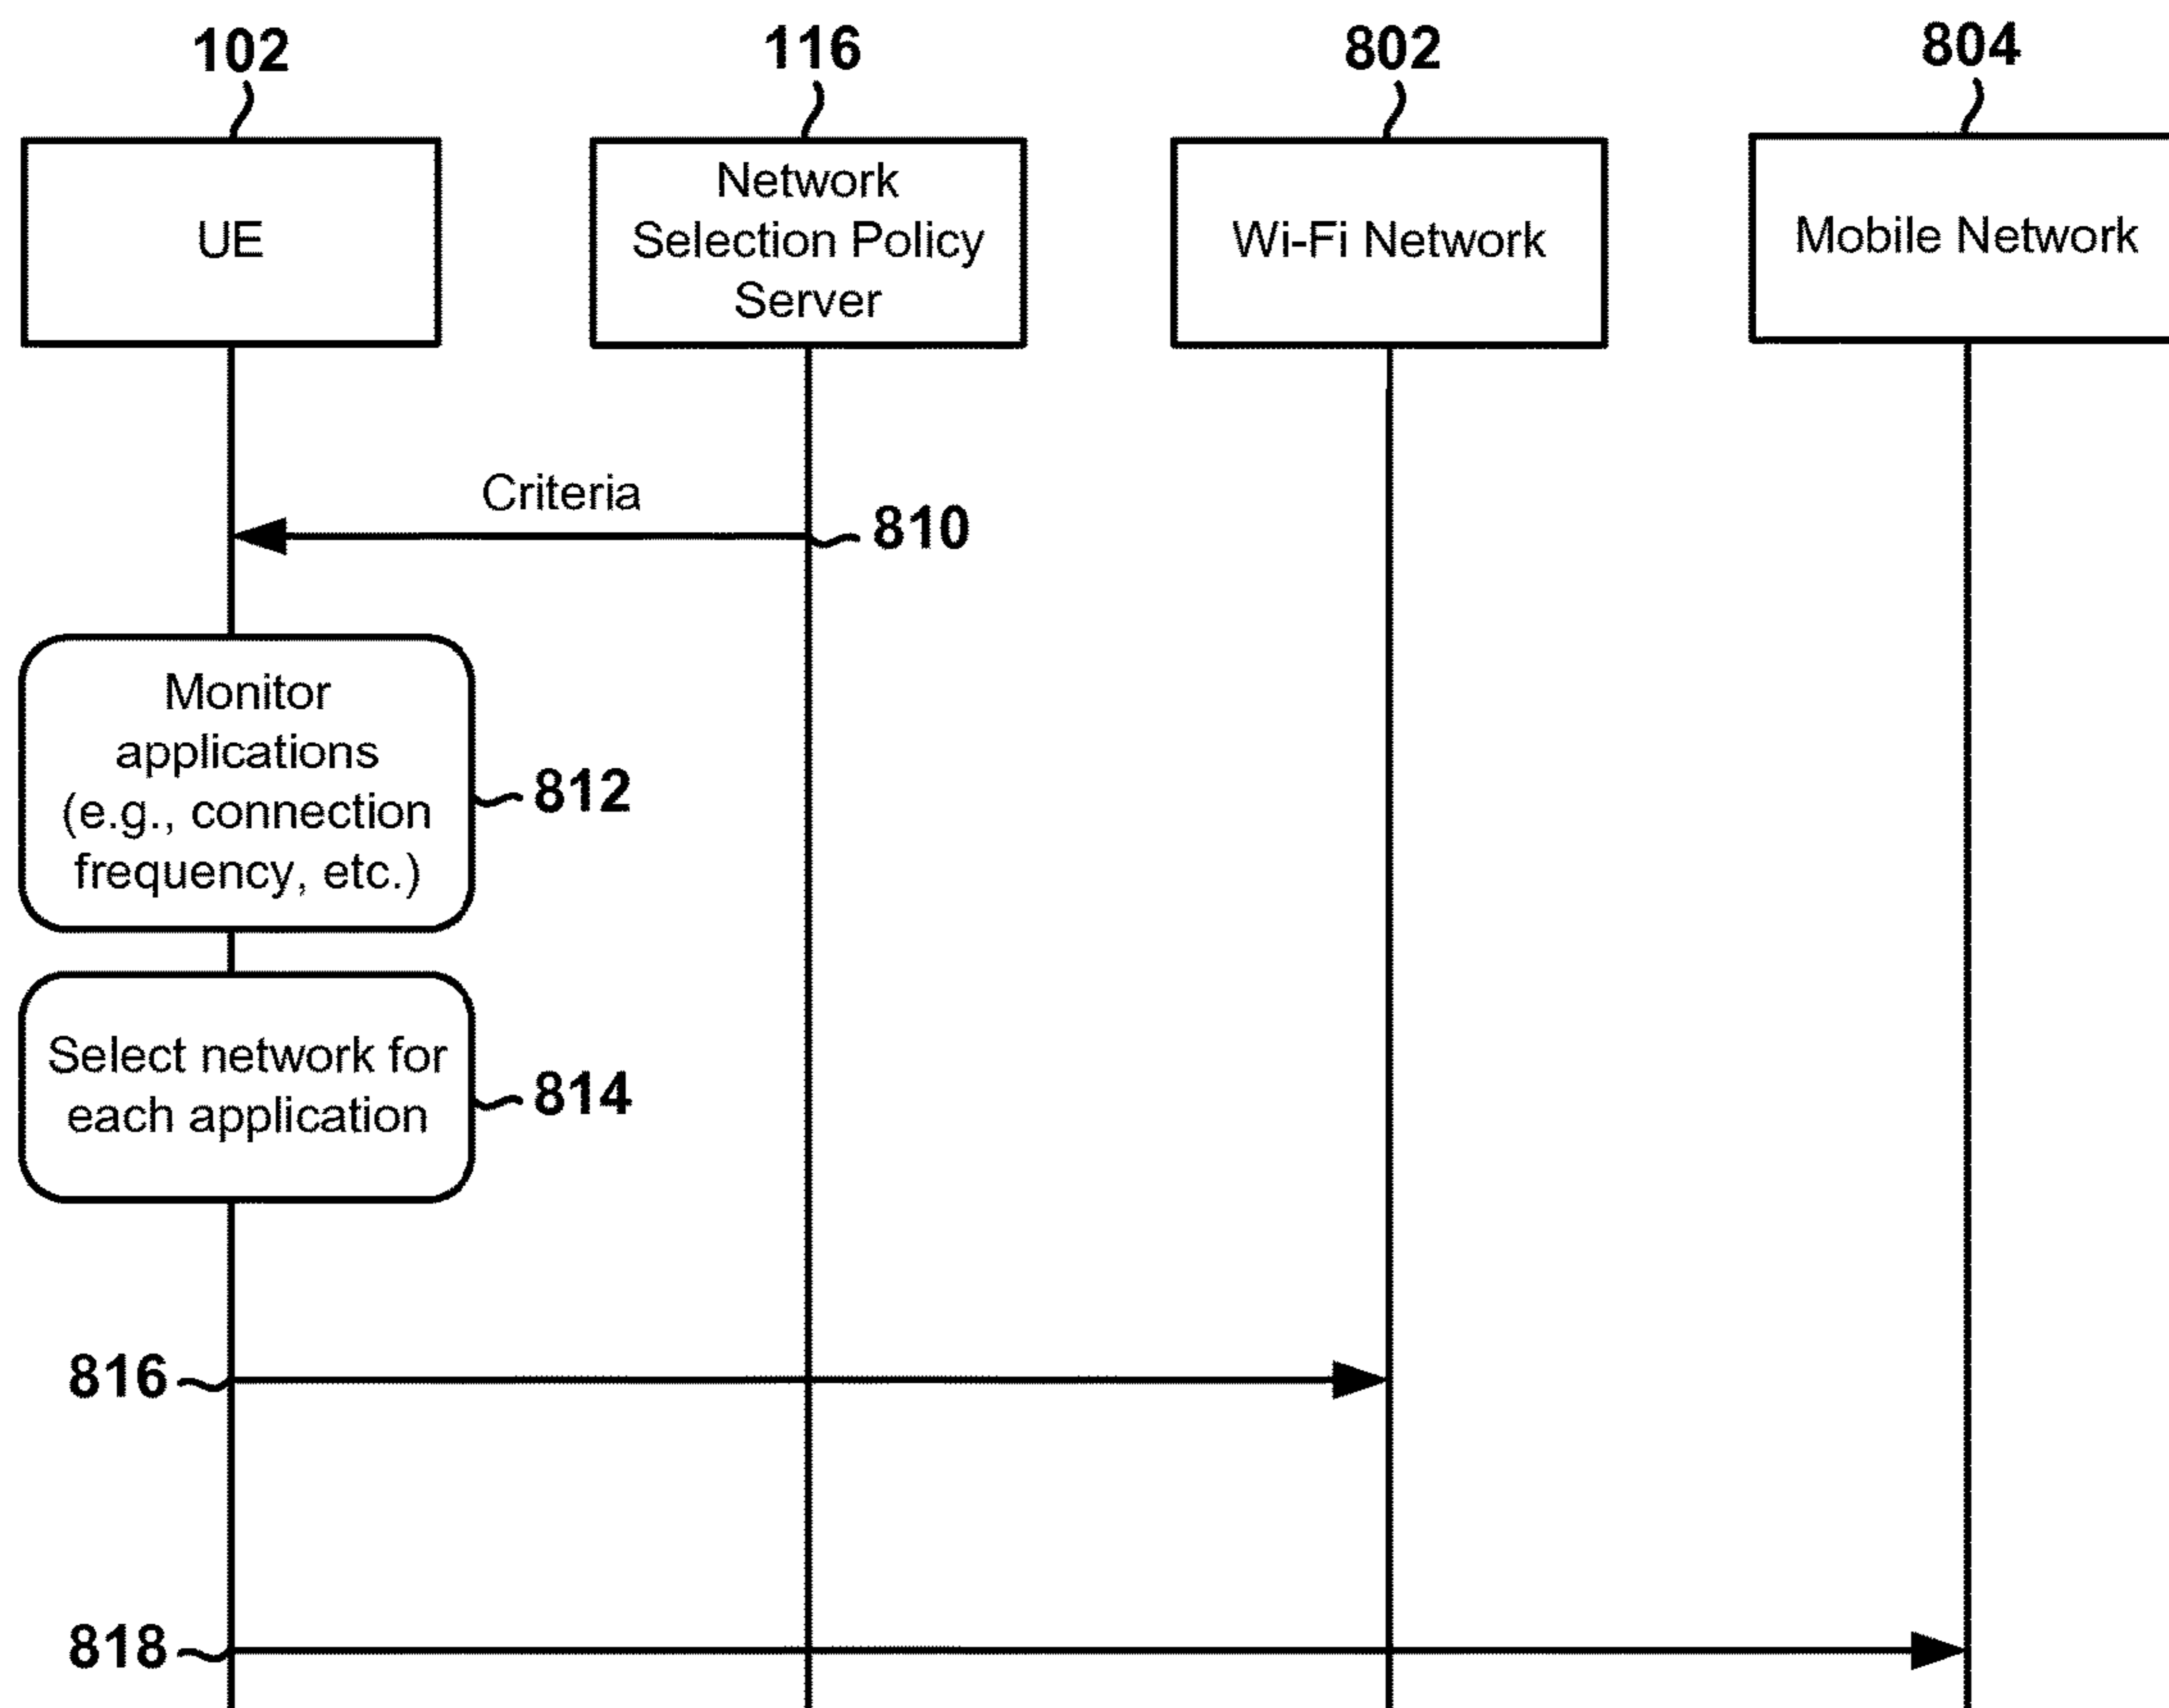 102
116
802
804
UE
Network
Selection Policy
Server
Wi-Fi Network
Mobile Network
Criteria
810
Monitor
applications
(e.g., connection
frequency, etc.)
812
Select network for
each application
814
816
818